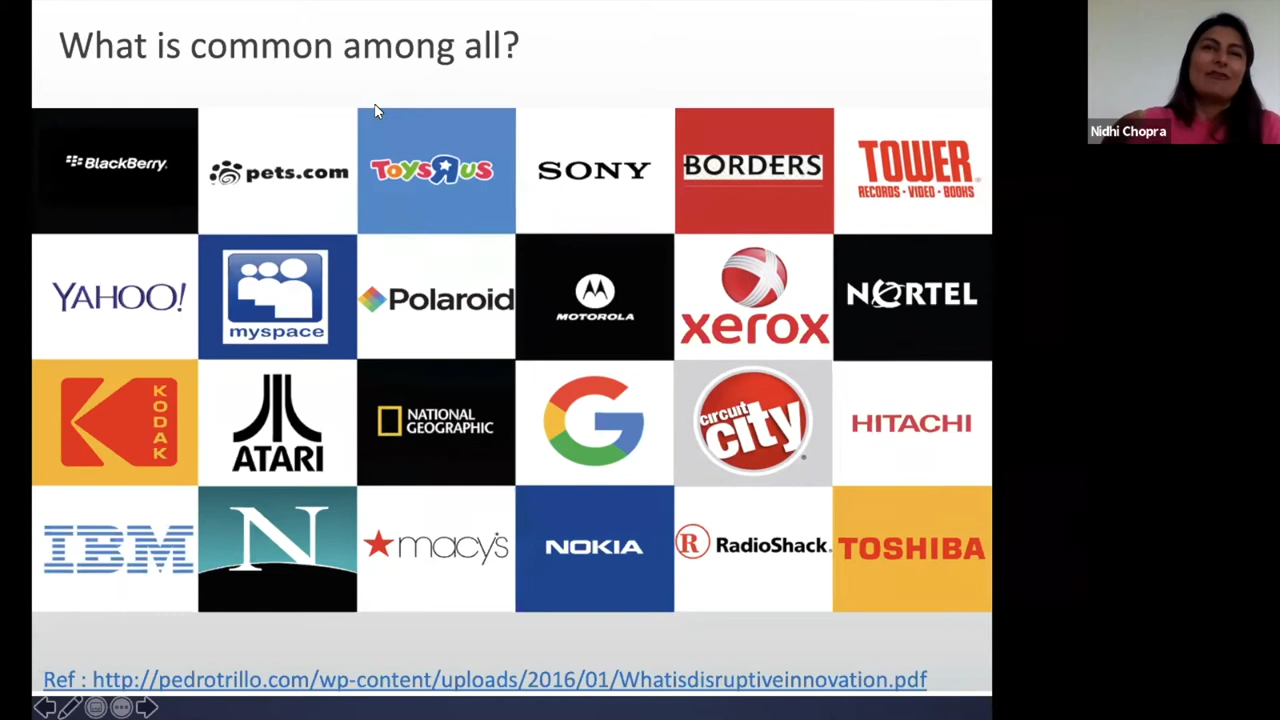 What is common among all?
Nidhi Chopra
BlackBerry.
pets.com
TOYSRUS
SONY
BORDERS
TOWER
RECORDS · VIDEO · BOOKS
YAHOO!
myspace
Polaroid
MOTOROLA
xerox
NORTEL
KODAK
ATARI
NATIONAL
GEOGRAPHIC
G
circuit
city
HITACHI
IBM
N
macy's
NOKIA
R RadioShack.
TOSHIBA
Ref : http://pedrotrillo.com/wp-content/uploads/2016/01/Whatisdisruptiveinnovation.pdf